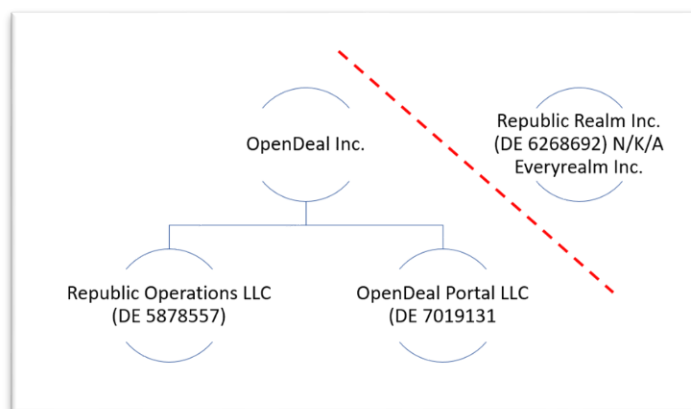 OpenDeal Inc.
Republic Realm Inc.
(DE 6268692) N/K/A
Everyrealm Inc.
Republic Operations LLC
(DE 5878557)
OpenDeal Portal LLC
(DE 7019131